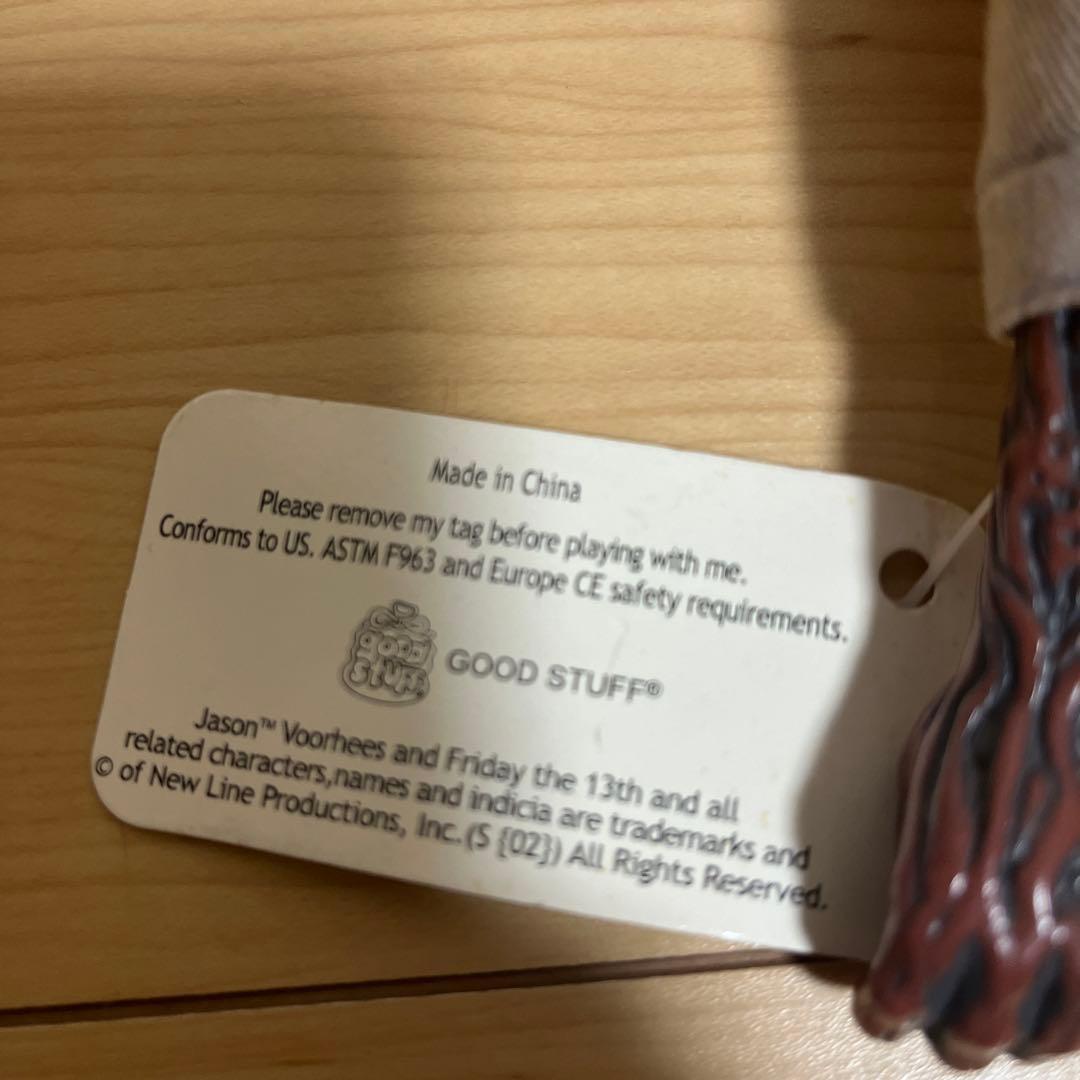 Made in China
Please remove my tag before playing with me.
Conforms to US. ASTM F963 and Europe CE safety requirements.
good
STUFF
GOOD STUFF®
Jason™ Voorhees and Friday the 13th and all
related characters,names and indicia are trademarks and
© of New Line Productions, Inc.(S {02}) All Rights Reserved.